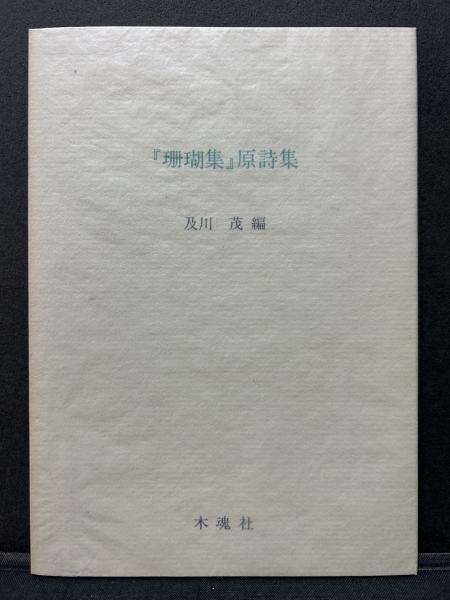 『珊瑚集』原詩集
及川 茂 編
木魂社